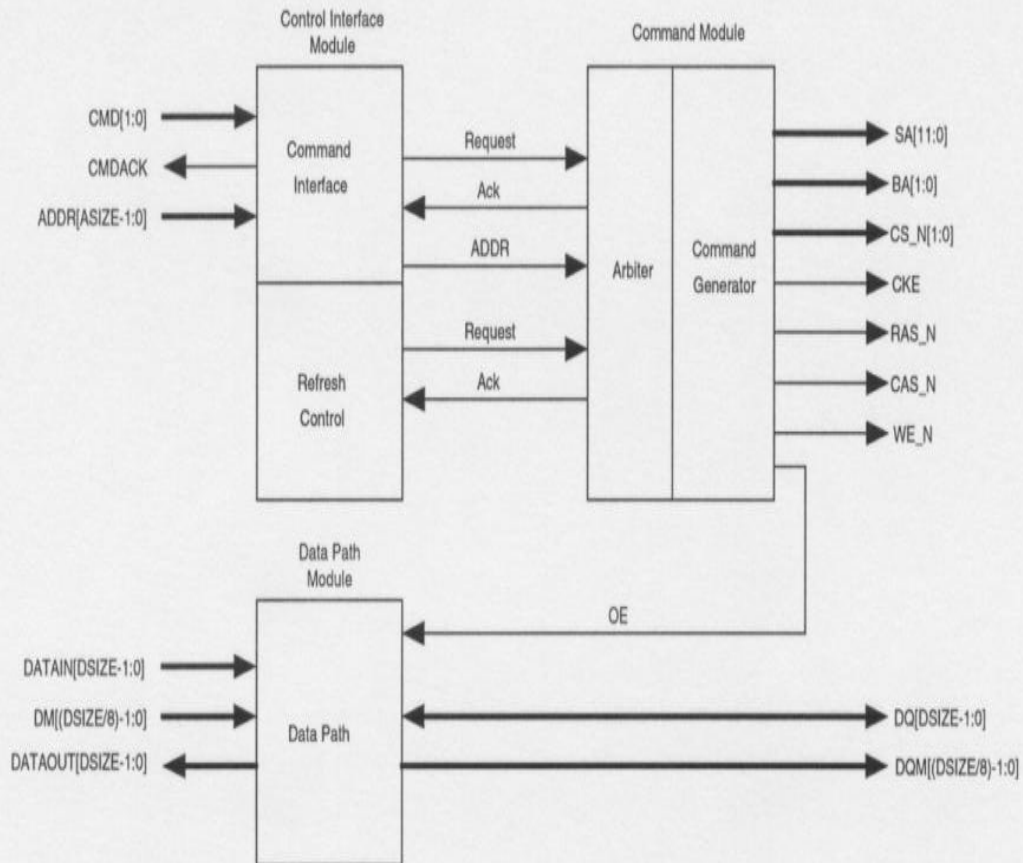 Control Interface
Module
Command Module
CMD[1:0]
CMDACK
ADDR[ASIZE-1:0]
Command
Interface
Refresh
Control
Request
Ack
ADDR
Request
Ack
Arbiter
Command
Generator
SA[11:0]
BA[1:0]
CS_N[1:0]
CKE
RAS_N
CAS_N
WE_N
OE
Data Path
Module
DATAIN[DSIZE-1:0]
DM[(DSIZE/8)-1:0]
DATAOUT[DSIZE-1:0]
Data Path
DQ[DSIZE-1:0]
DQM[(DSIZE/8)-1:0]